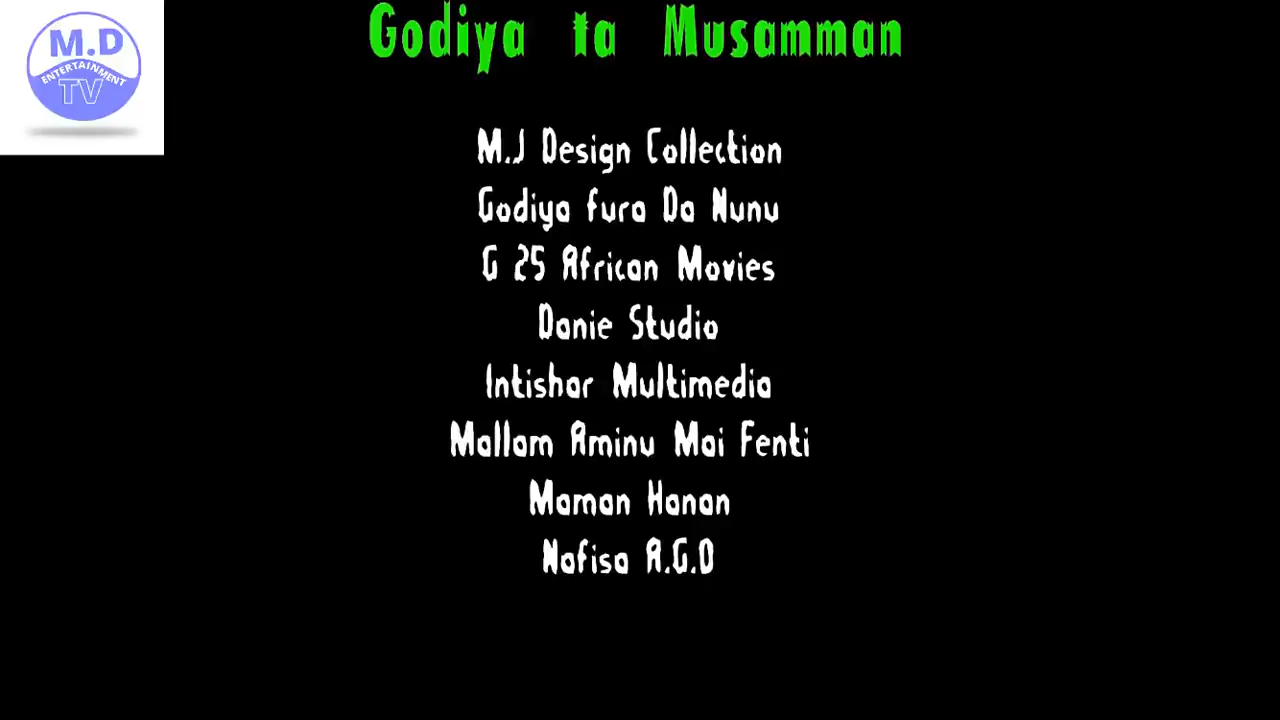 M.D
ENTERTAINMENT
TV
Godiya ta Musamman
M.J Design Collection
Godiya fura Da Nunu
G 25 African Movies
Danie Studio
Intishar Multimedia
Mallam Aminu Mai Fenti
Maman Hanan
Nafisa A.G.D